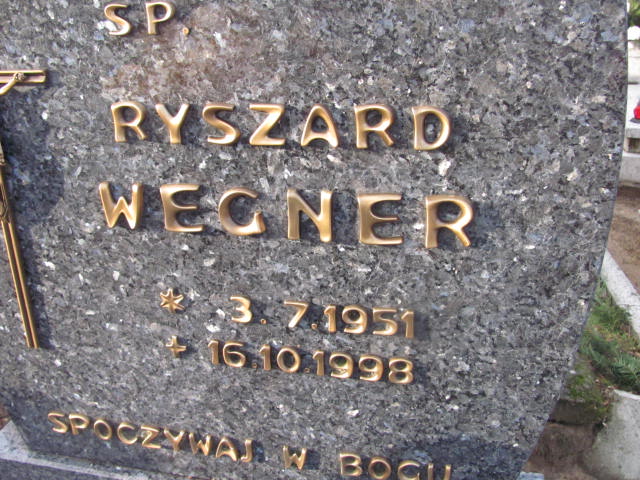 SP.
RYSZARD
WEGNER
* 3.7.1951
+ 16.10.1998
SPOCZYWAJ W BOGU